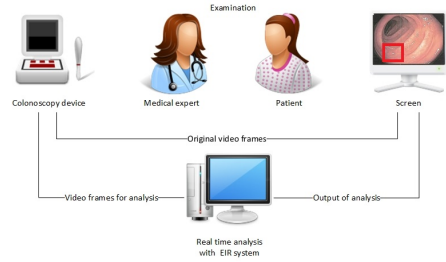 Examination
Colonoscopy device
Medical expert
Patient
Screen
Original video frames
Video frames for analysis
Output of analysis
Real time analysis
with EIR system